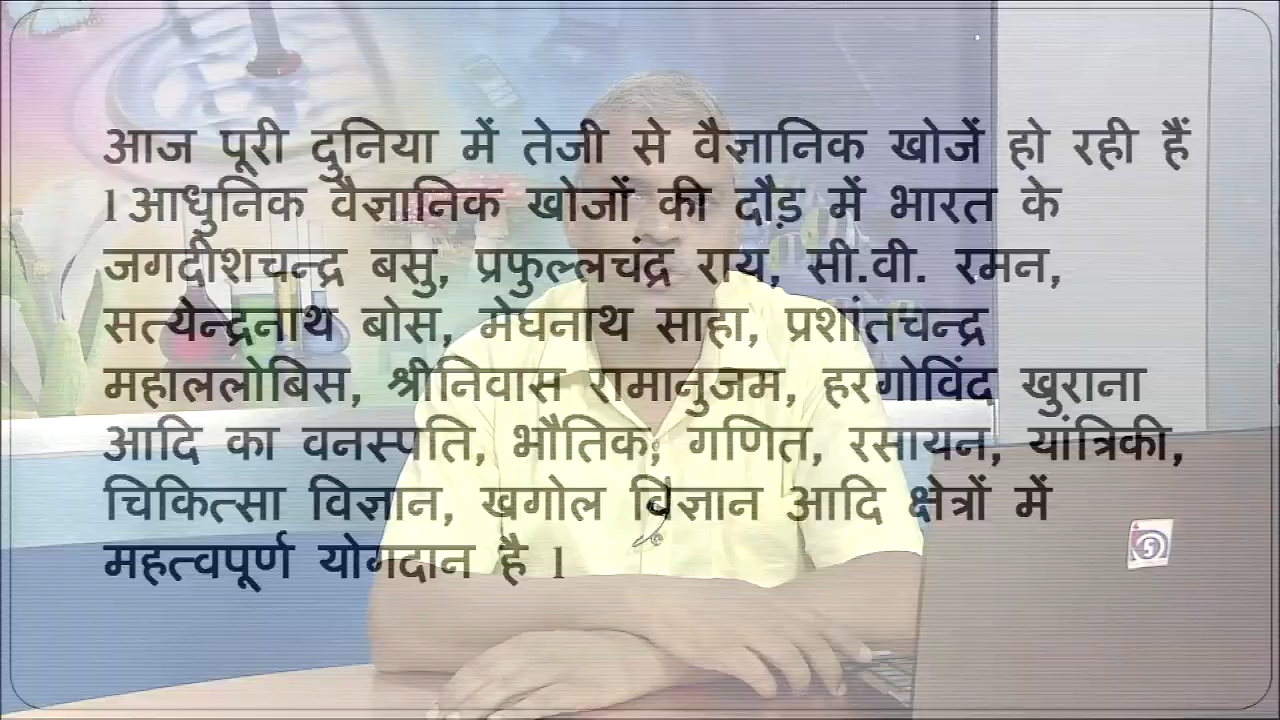 आज पूरी दुनिया में तेजी से वैज्ञानिक खोजें हो रही हैं
।आधुनिक वैज्ञानिक खोजों की दौड़ में भारत के
जगदीशचन्द्र बसु, प्रफुल्लचंद्र राय, सी.वी. रमन,
सत्येन्द्रनाथ बोस, मेघनाथ साहा, प्रशांतचन्द्र
महाललोबिस, श्रीनिवास रामानुजम, हरगोविंद खुराना
आदि का वनस्पति, भौतिक, गणित, रसायन, यांत्रिकी,
चिकित्सा विज्ञान, खगोल विज्ञान आदि क्षेत्रों में
महत्वपूर्ण योगदान है ।
5